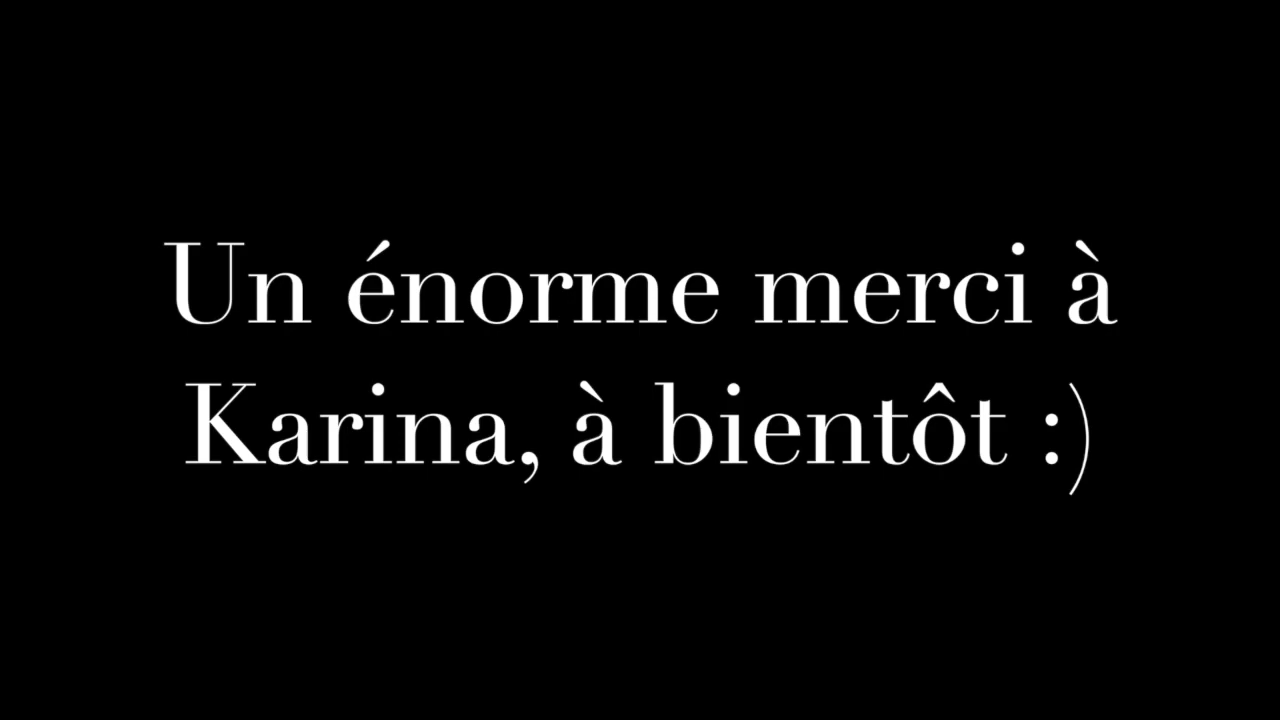 Un énorme merci à
Karina, à bientôt :)